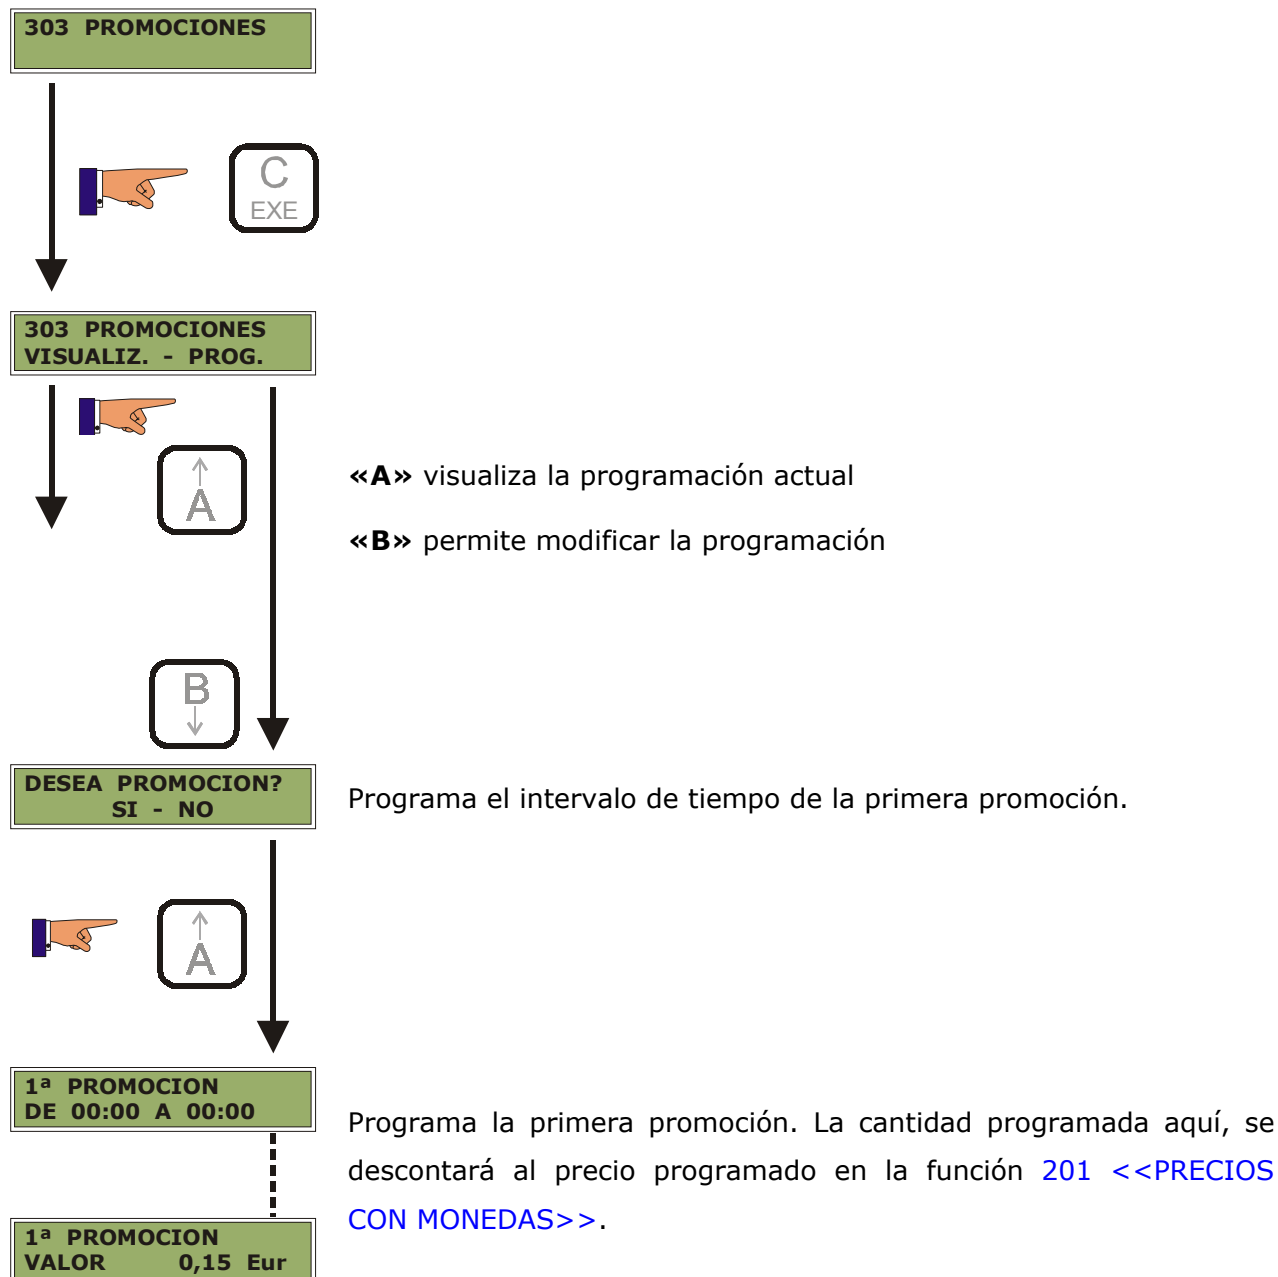 303 PROMOCIONES
C
EXE
303 PROMOCIONES
VISUALIZ. - PROG.
A
«A» visualiza la programación actual
«B» permite modificar la programación
B
DESEA PROMOCION?
SI - NO
Programa el intervalo de tiempo de la primera promoción.
A
1ª PROMOCION
DE 00:00 A 00:00
Programa la primera promoción. La cantidad programada aquí, se
descontará al precio programado en la función 201 <<PRECIOS
CON MONEDAS>>.
1ª PROMOCION
VALOR 0,15 Eur